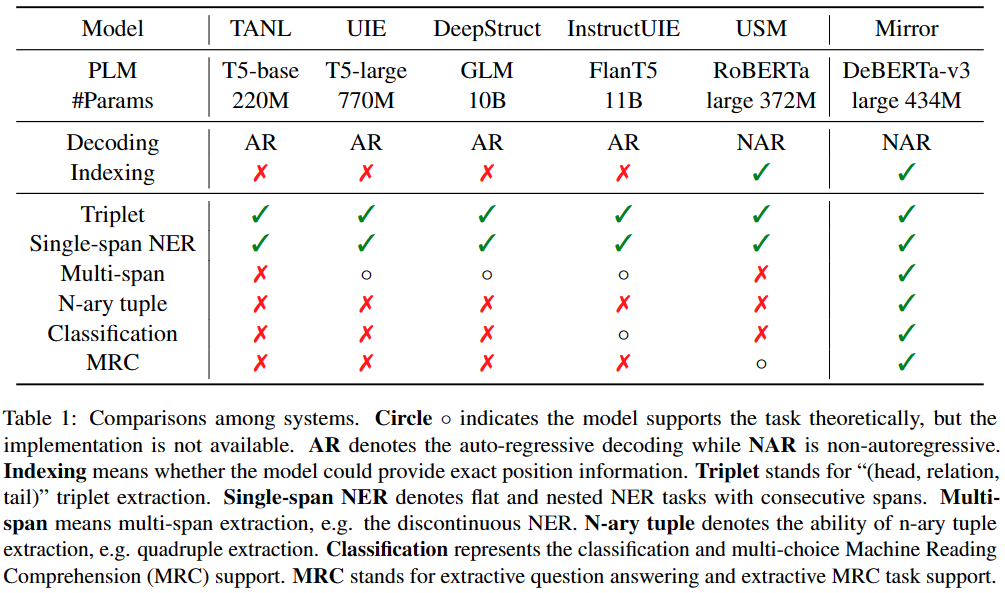 Model TANL UIE DeepStruct InstructUIE USM Mirror
PLM T5-base T5-large GLM FlanT5 RoBERTa DeBERTa-v3
#Params 220M 770M 10B 11B large 372M large 434M
Decoding AR AR AR AR NAR NAR
Indexing ✗ ✗ ✗ ✗ ✓ ✓
Triplet ✓ ✓ ✓ ✓ ✓ ✓
Single-span NER ✓ ✓ ✓ ✓ ✓ ✓
Multi-span ✗ ○ ○ ○ ✗ ✓
N-ary tuple ✗ ✗ ✗ ✗ ✗ ✓
Classification ✗ ✗ ✗ ○ ✗ ✓
MRC ✗ ✗ ✗ ✗ ○ ✓
Table 1: Comparisons among systems. Circle ○ indicates the model supports the task theoretically, but the
implementation is not available. AR denotes the auto-regressive decoding while NAR is non-autoregressive.
Indexing means whether the model could provide exact position information. Triplet stands for “(head, relation,
tail)” triplet extraction. Single-span NER denotes flat and nested NER tasks with consecutive spans. Multi-
span means multi-span extraction, e.g. the discontinuous NER. N-ary tuple denotes the ability of n-ary tuple
extraction, e.g. quadruple extraction. Classification represents the classification and multi-choice Machine Reading
Comprehension (MRC) support. MRC stands for extractive question answering and extractive MRC task support.